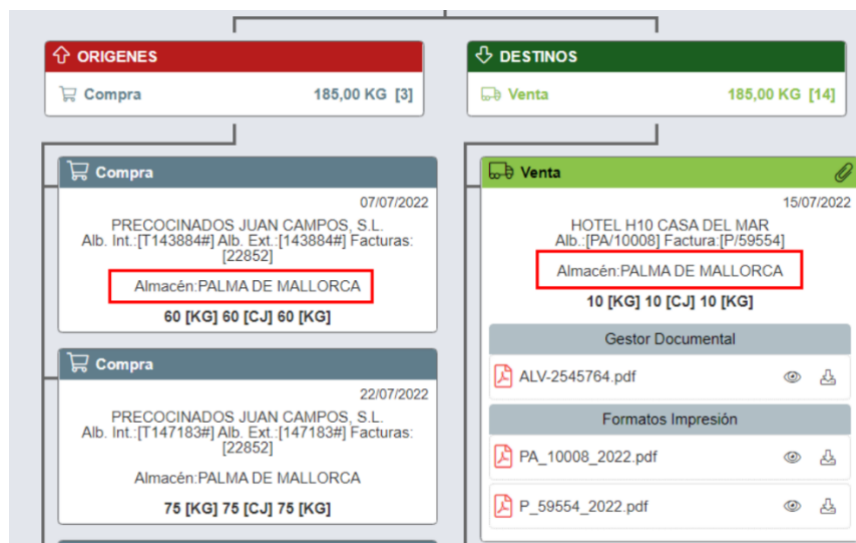 ORIGENES
Compra 185,00 KG [3]
Compra
07/07/2022
PRECOCINADOS JUAN CAMPOS, S.L.
Alb. Int.:[T143884#] Alb. Ext.:[143884#] Facturas:
[22852]
Almacén:PALMA DE MALLORCA
60 [KG] 60 [CJ] 60 [KG]
Compra
22/07/2022
PRECOCINADOS JUAN CAMPOS, S.L.
Alb. Int.:[T147183#] Alb. Ext.:[147183#] Facturas:
[22852]
Almacén:PALMA DE MALLORCA
75 [KG] 75 [CJ] 75 [KG]
DESTINOS
Venta 185,00 KG [14]
Venta
15/07/2022
HOTEL H10 CASA DEL MAR
Alb.:[PA/10008] Factura:[P/59554]
Almacén:PALMA DE MALLORCA
10 [KG] 10 [CJ] 10 [KG]
Gestor Documental
ALV-2545764.pdf
Formatos Impresión
PA_10008_2022.pdf
P_59554_2022.pdf